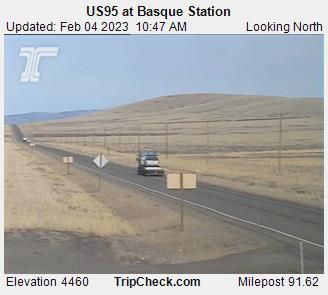 US95 at Basque Station
Updated: Feb 04 2023 10:47 AM Looking North
Elevation 4460 TripCheck.com Milepost 91.62